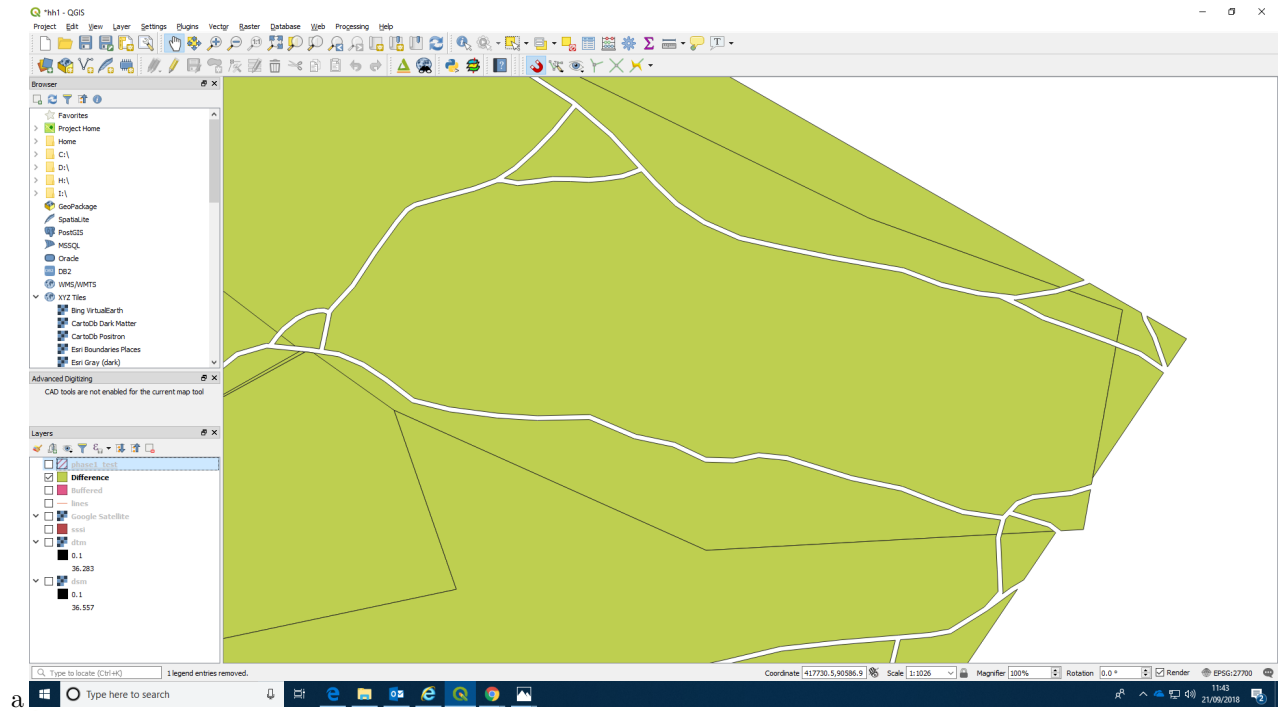 *hh1 - QGIS
Project Edit View Layer Settings Plugins Vector Raster Database Web Processing Help
Browser
Favorites
Project Home
Home
C:\
D:\
H:\
I:\
GeoPackage
SpatiaLite
PostGIS
MSSQL
Oracle
DB2
WMS/WMTS
XYZ Tiles
Bing VirtualEarth
CartoDb Dark Matter
CartoDb Positron
Esri Boundaries Places
Esri Gray (dark)
Advanced Digitizing
CAD tools are not enabled for the current map tool
Layers
phase1_test
Difference
Buffered
lines
Google Satellite
sssi
dtm
0.1
36.283
dsm
0.1
36.557
Type to locate (Ctrl+K) 1 legend entries removed. Coordinate 417730.5,90586.9 Scale 1:1026 Magnifier 100% Rotation 0.0 ° Render EPSG:27700
a Type here to search 11:43
21/09/2018